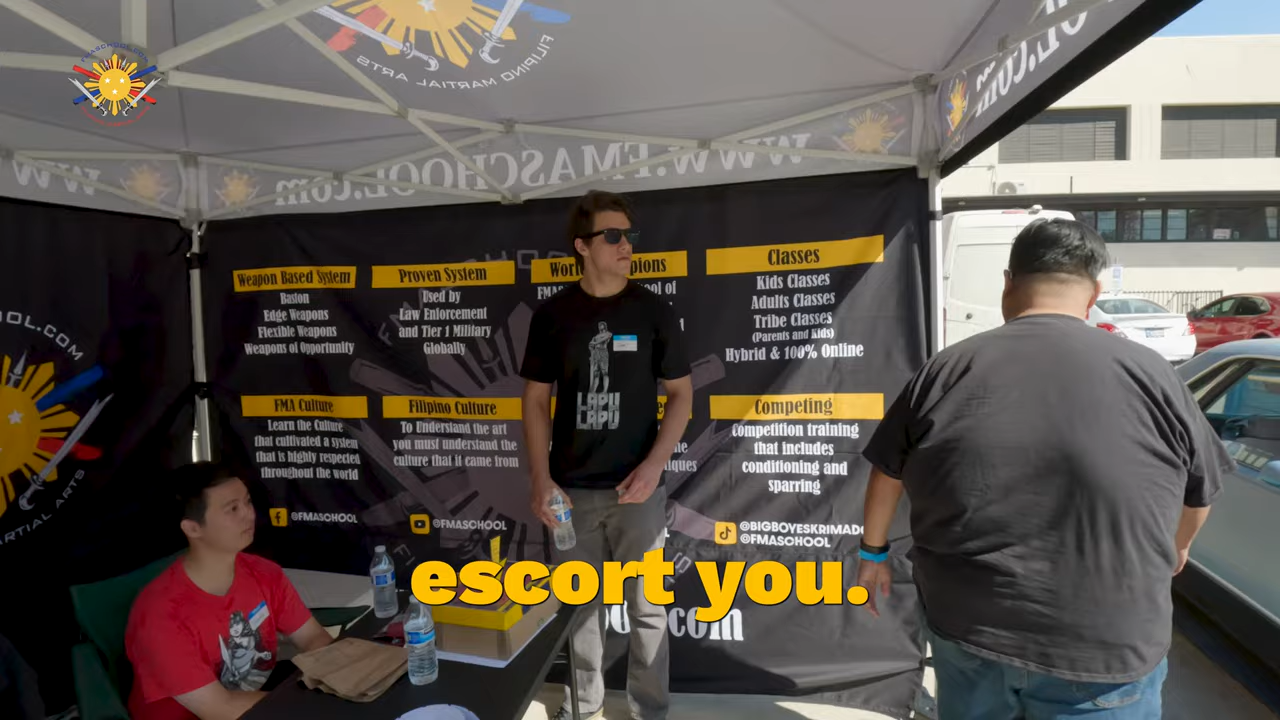 FMASCHOOL.COM
FILIPINO MARTIAL ARTS
WWW.FMASCHOOL.com
Weapon Based System
Baston
Edge Weapons
Flexible Weapons
Weapons of Opportunity
Proven System
Used by
Law Enforcement
and Tier 1 Military
Globally
Classes
Kids Classes
Adults Classes
Tribe Classes
(Parents and Kids)
Hybrid & 100% Online
FMA Culture
Learn the Culture
that cultivated a system
that is highly respected
throughout the world
Filipino Culture
To Understand the art
you must understand the
culture that it came from
Competing
Competition training
that includes
conditioning and
sparring
LAPU
LAPU
@FMASCHOOL
@FMASCHOOL
@BIGBOYESKRIMADO
@FMASCHOOL
escort you.